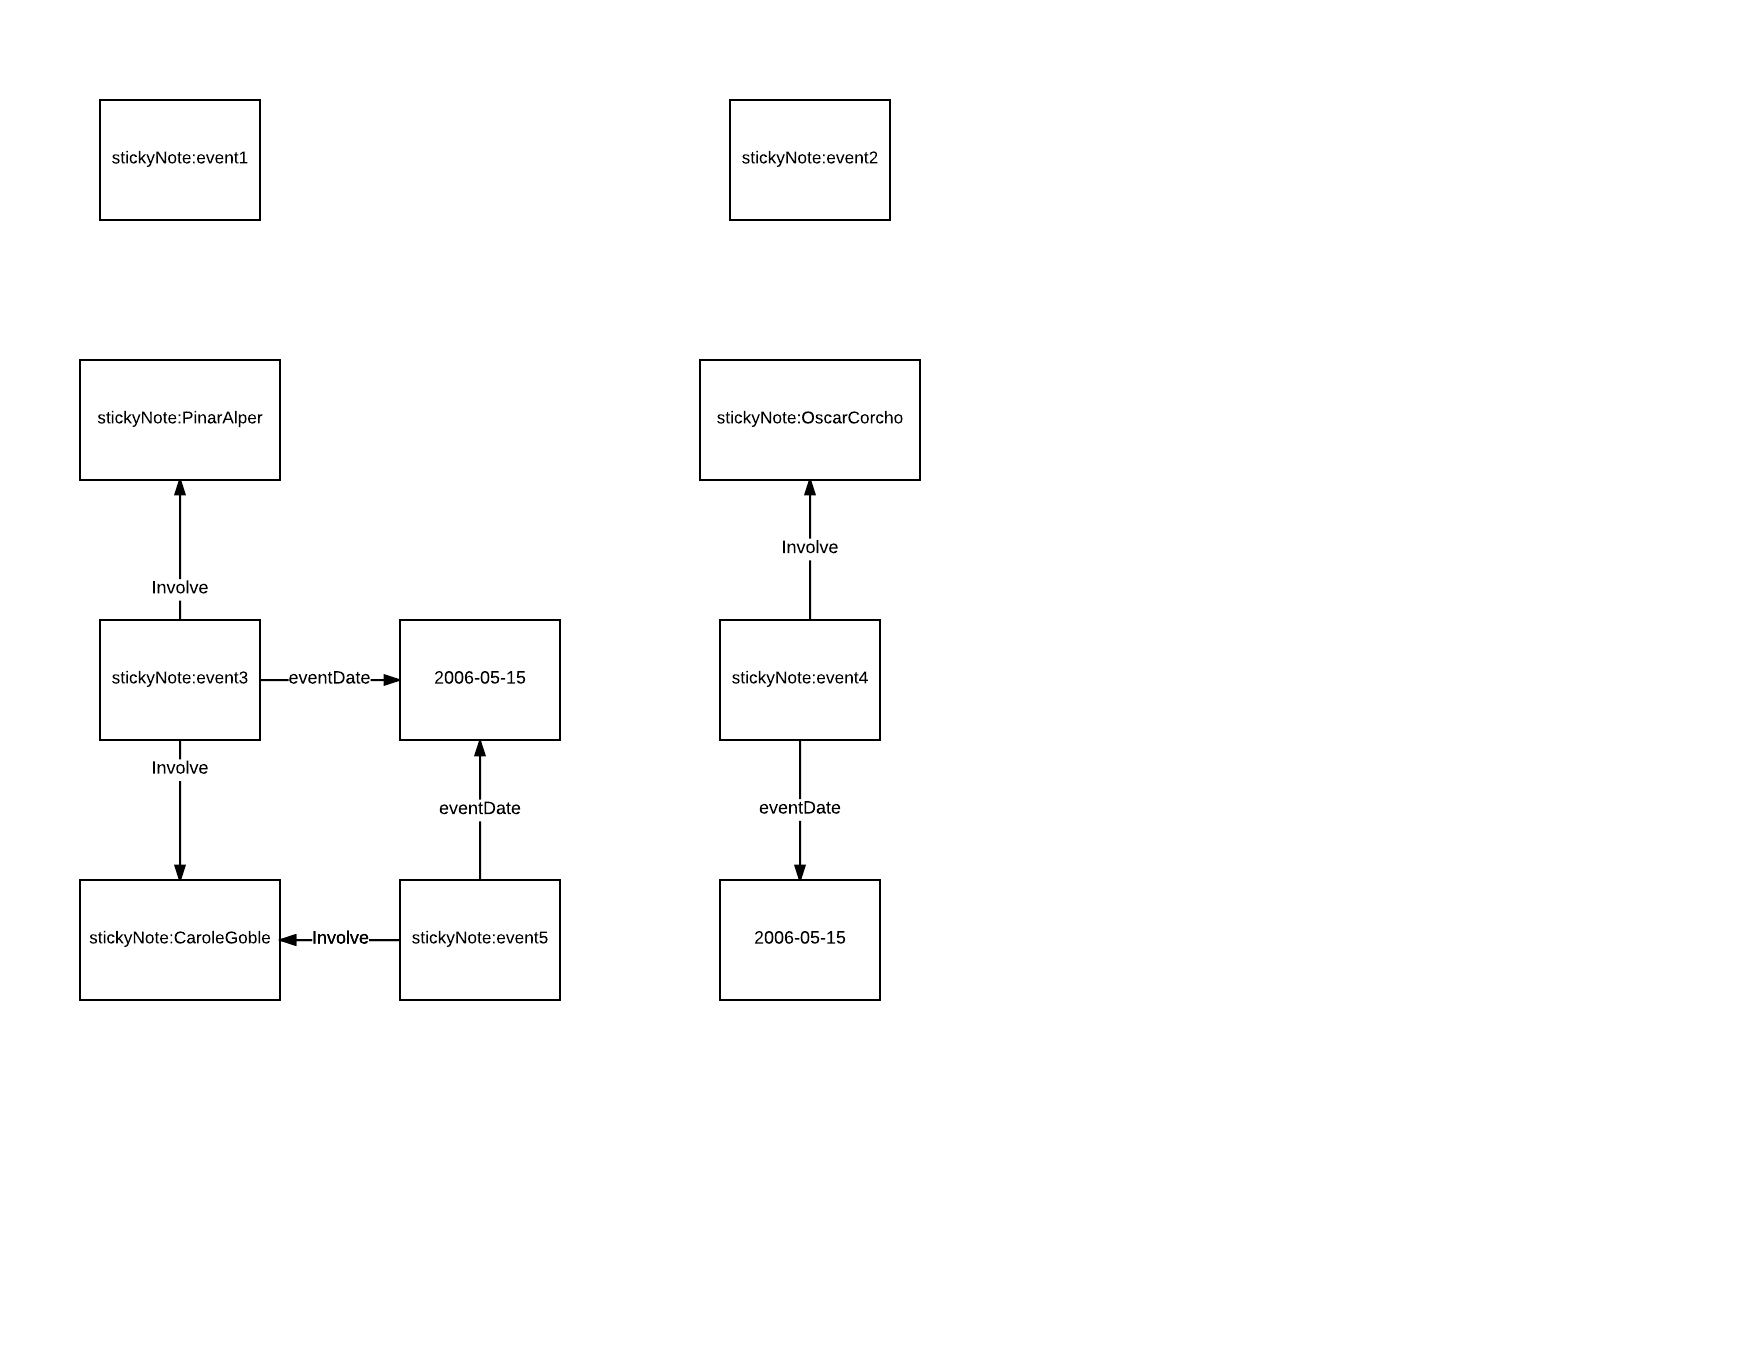 stickyNote:event1
stickyNote:event2
stickyNote:PinarAlper
stickyNote:OscarCorcho
Involve
Involve
stickyNote:event3
eventDate
2006-05-15
stickyNote:event4
Involve
eventDate
eventDate
stickyNote:CaroleGoble
Involve
stickyNote:event5
2006-05-15